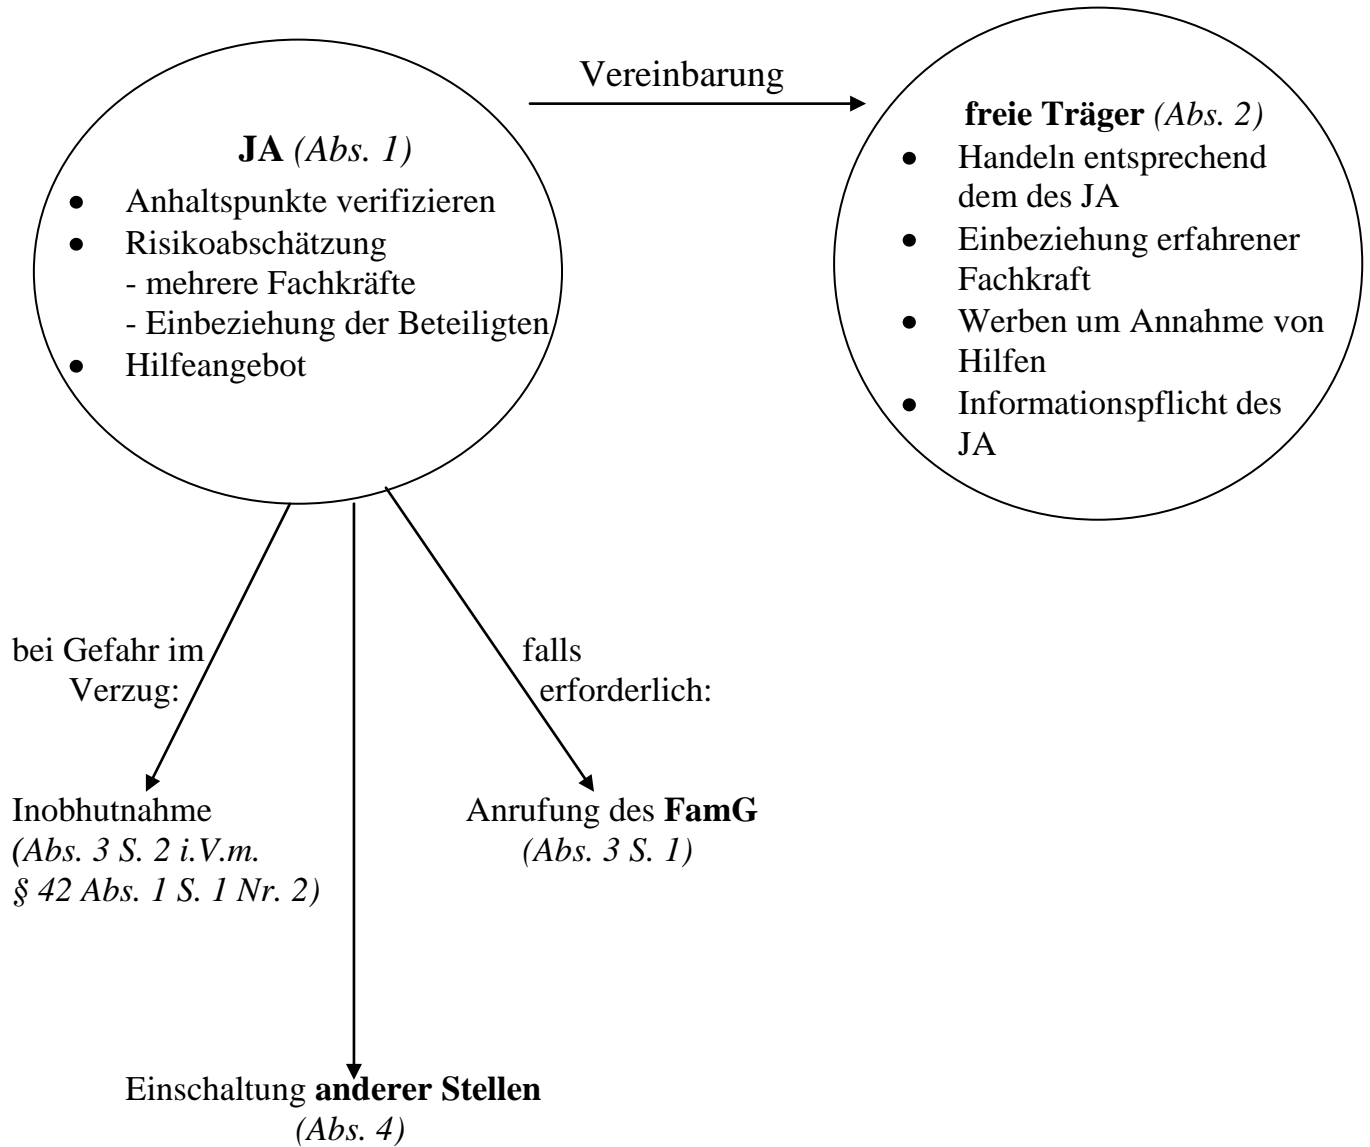 Vereinbarung
JA (Abs. 1)
• Anhaltspunkte verifizieren
• Risikoabschätzung
- mehrere Fachkräfte
- Einbeziehung der Beteiligten
• Hilfeangebot
freie Träger (Abs. 2)
• Handeln entsprechend
dem des JA
• Einbeziehung erfahrener
Fachkraft
• Werben um Annahme von
Hilfen
• Informationspflicht des
JA
bei Gefahr im
Verzug:
falls
erforderlich:
Inobhutnahme
(Abs. 3 S. 2 i.V.m.
§ 42 Abs. 1 S. 1 Nr. 2)
Anrufung des FamG
(Abs. 3 S. 1)
Einschaltung anderer Stellen
(Abs. 4)